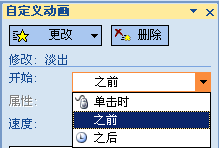 自定义动画
更改 删除
修改: 淡出
开始: 之前
属性: 单击时
之前
速度: 之后